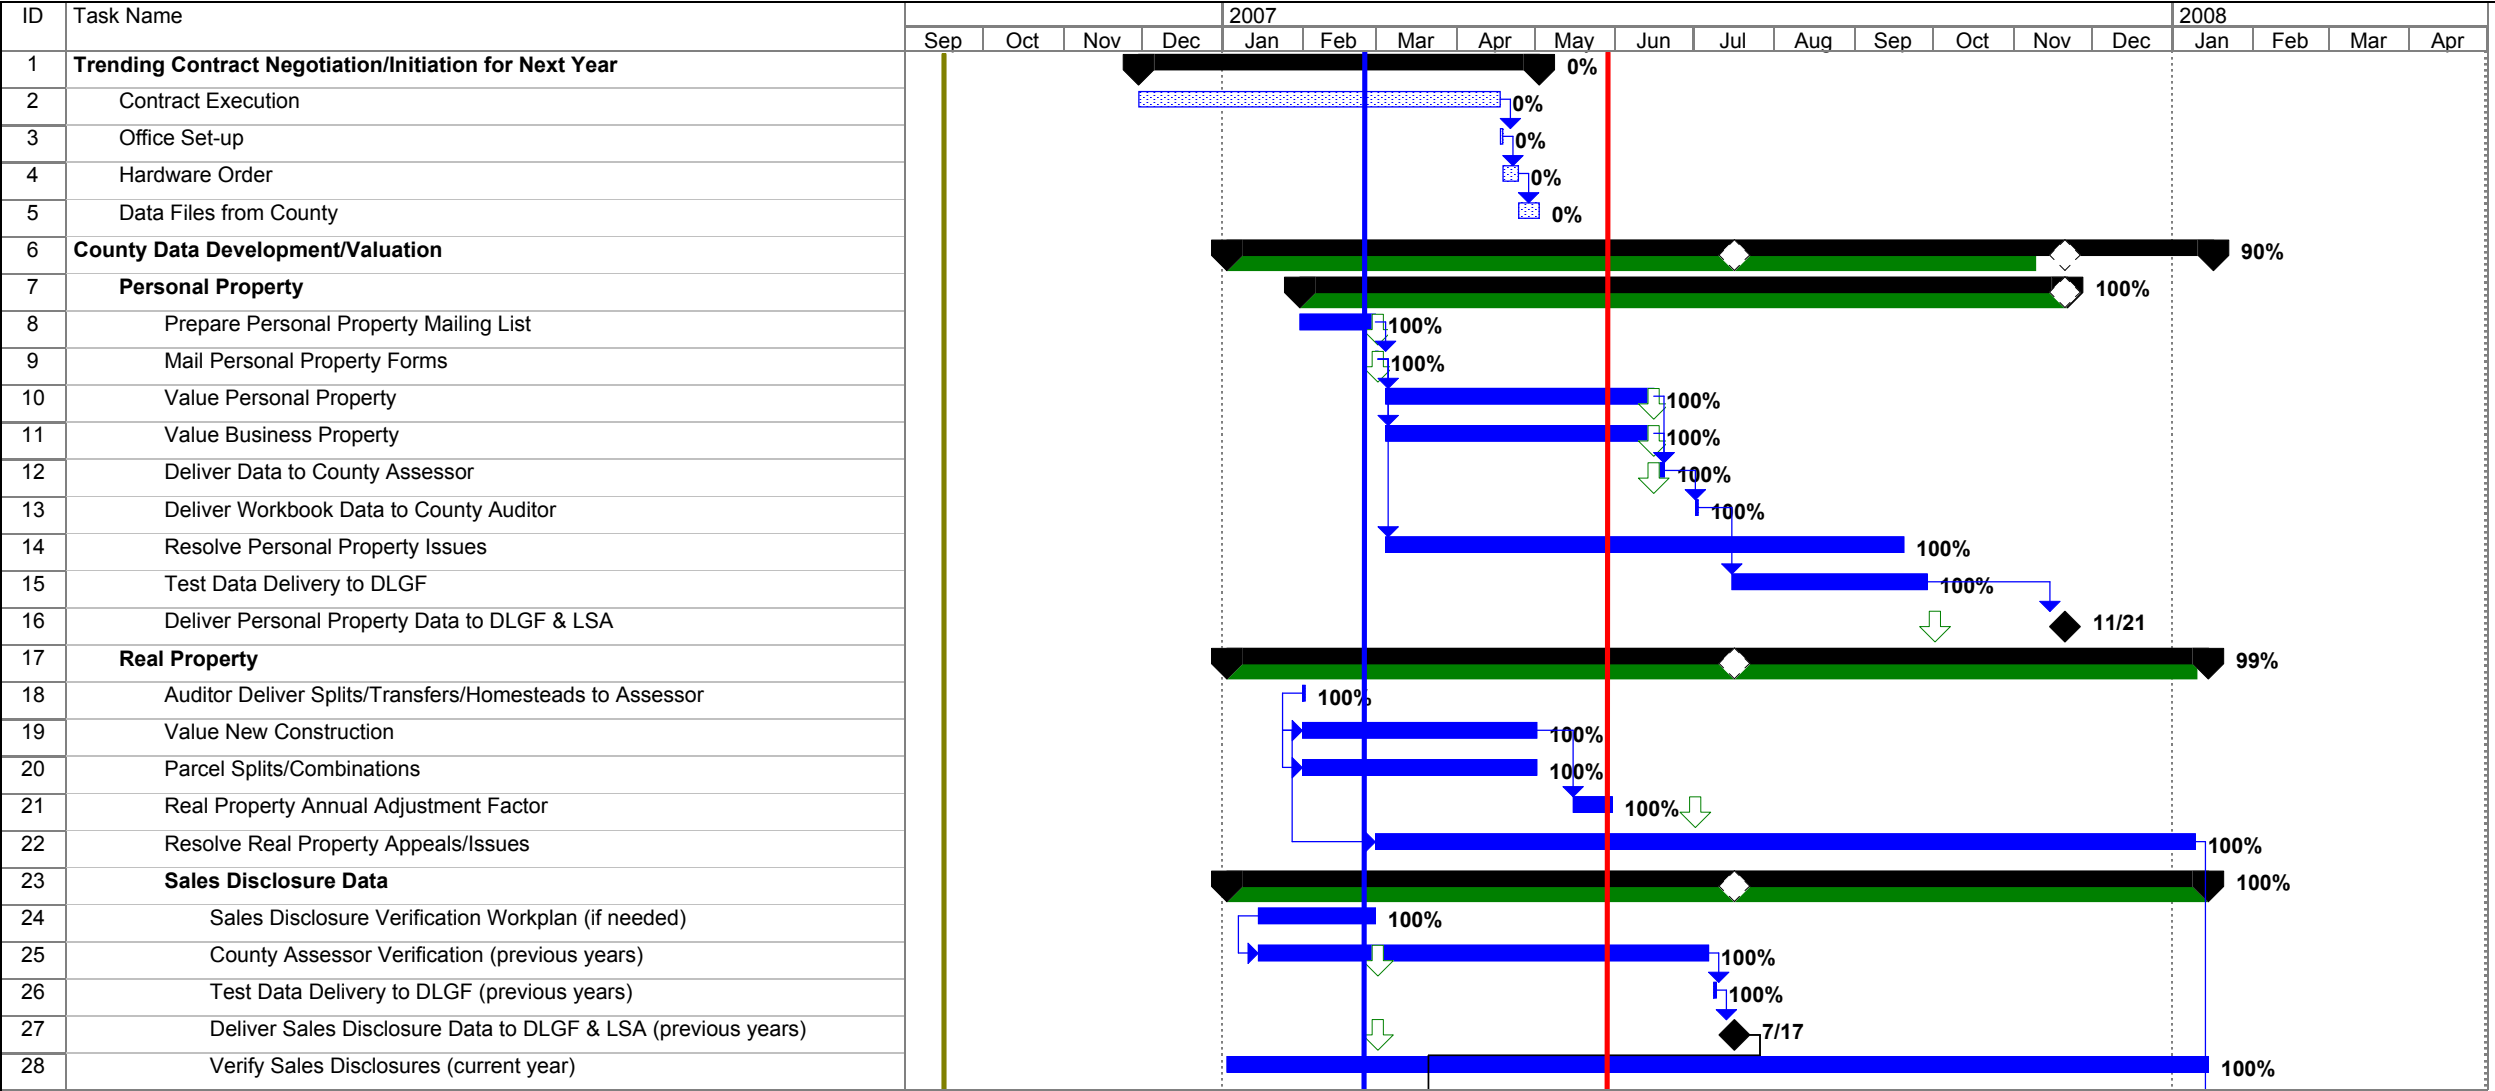 ID Task Name 2007 2008
Sep Oct Nov Dec Jan Feb Mar Apr May Jun Jul Aug Sep Oct Nov Dec Jan Feb Mar Apr
1 Trending Contract Negotiation/Initiation for Next Year 0%
2 Contract Execution 0%
3 Office Set-up 0%
4 Hardware Order 0%
5 Data Files from County 0%
6 County Data Development/Valuation 90%
7 Personal Property 100%
8 Prepare Personal Property Mailing List 100%
9 Mail Personal Property Forms 100%
10 Value Personal Property 100%
11 Value Business Property 100%
12 Deliver Data to County Assessor 100%
13 Deliver Workbook Data to County Auditor 100%
14 Resolve Personal Property Issues 100%
15 Test Data Delivery to DLGF 100%
16 Deliver Personal Property Data to DLGF & LSA 11/21
17 Real Property 99%
18 Auditor Deliver Splits/Transfers/Homesteads to Assessor 100%
19 Value New Construction 100%
20 Parcel Splits/Combinations 100%
21 Real Property Annual Adjustment Factor 100%
22 Resolve Real Property Appeals/Issues 100%
23 Sales Disclosure Data 100%
24 Sales Disclosure Verification Workplan (if needed) 100%
25 County Assessor Verification (previous years) 100%
26 Test Data Delivery to DLGF (previous years) 100%
27 Deliver Sales Disclosure Data to DLGF & LSA (previous years) 7/17
28 Verify Sales Disclosures (current year) 100%